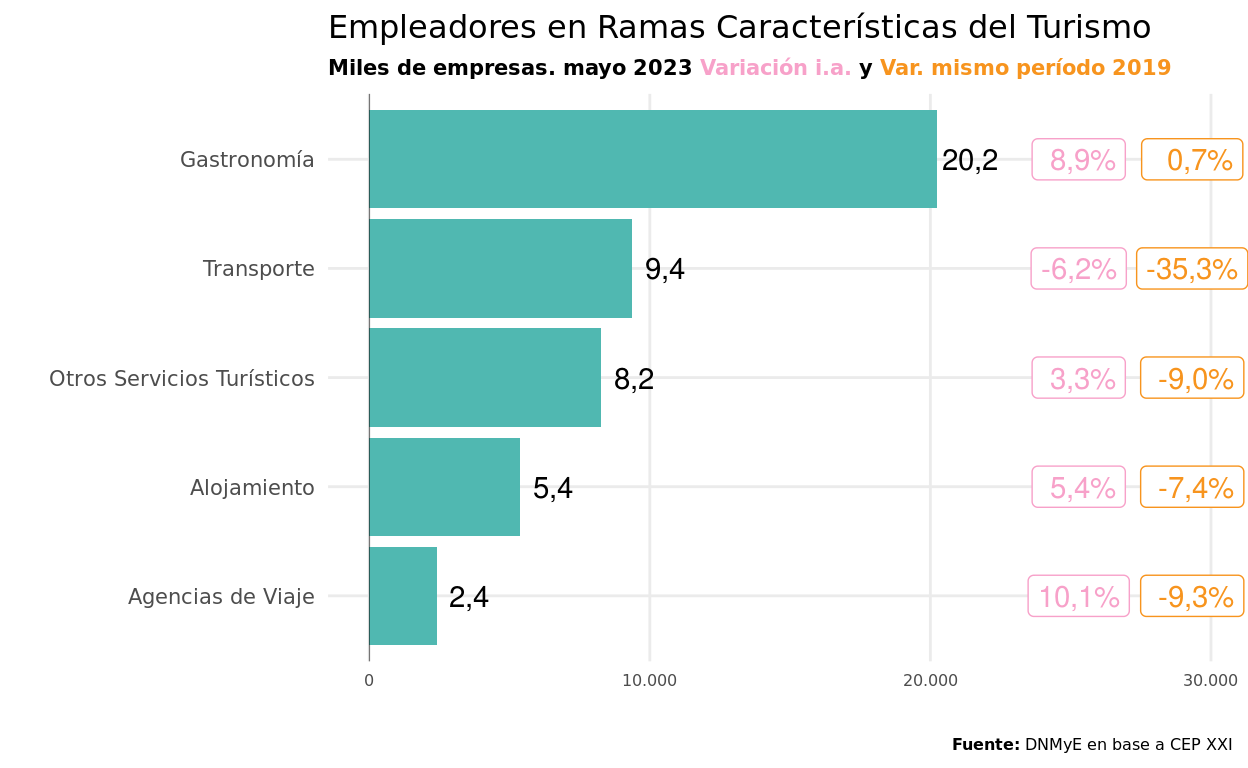 Empleadores en Ramas Características del Turismo
Miles de empresas. mayo 2023 Variación i.a. y Var. mismo período 2019
Gastronomía 20,2 8,9% 0,7%
Transporte 9,4 -6,2% -35,3%
Otros Servicios Turísticos 8,2 3,3% -9,0%
Alojamiento 5,4 5,4% -7,4%
Agencias de Viaje 2,4 10,1% -9,3%
0 10.000 20.000 30.000
Fuente: DNMyE en base a CEP XXI